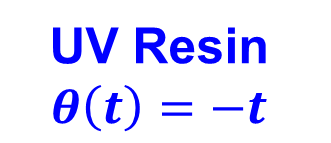 UV Resin
θ(t) = −t